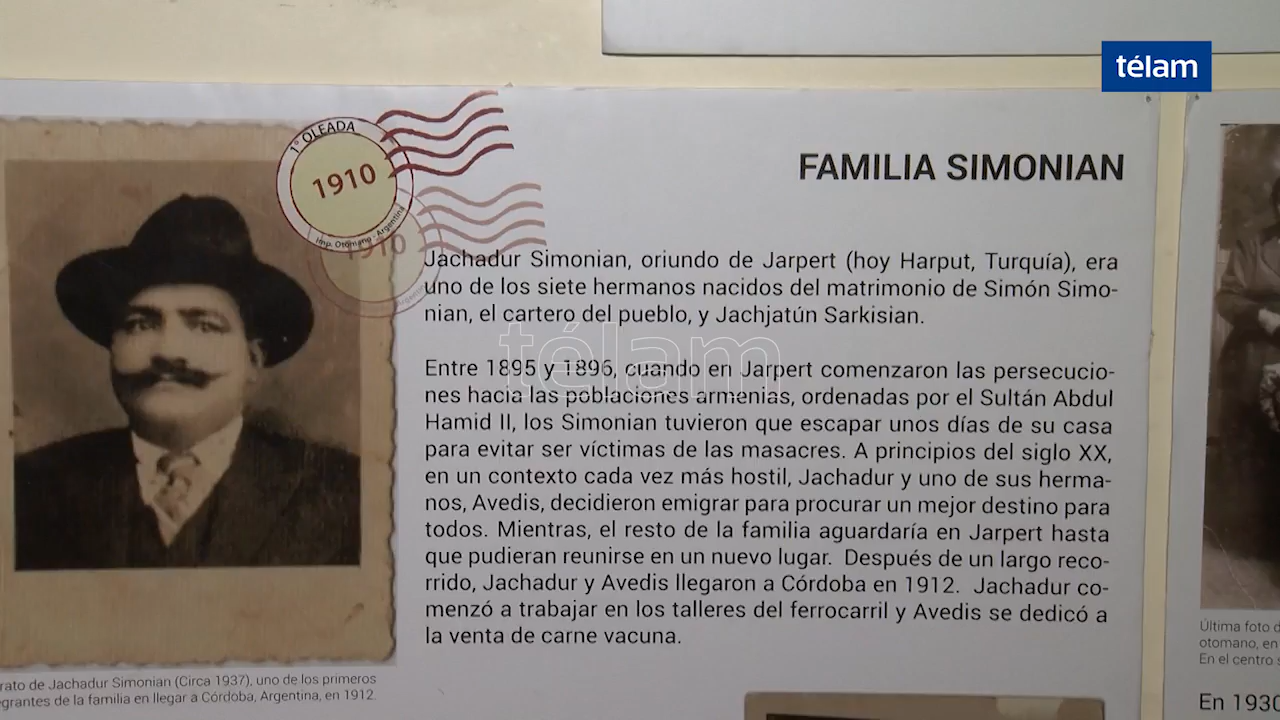 télam
1° OLEADA
1910
Imp. Otomano - Argentina
1910
Argentina
FAMILIA SIMONIAN
Jachadur Simonian, oriundo de Jarpert (hoy Harput, Turquía), era
uno de los siete hermanos nacidos del matrimonio de Simón Simo-
nian, el cartero del pueblo, y Jachjatún Sarkisian.
télam
Entre 1895 y 1896, cuando en Jarpert comenzaron las persecucio-
nes hacia las poblaciones armenias, ordenadas por el Sultán Abdul
Hamid II, los Simonian tuvieron que escapar unos días de su casa
para evitar ser víctimas de las masacres. A principios del siglo XX,
en un contexto cada vez más hostil, Jachadur y uno de sus herma-
nos, Avedis, decidieron emigrar para procurar un mejor destino para
todos. Mientras, el resto de la familia aguardaría en Jarpert hasta
que pudieran reunirse en un nuevo lugar. Después de un largo reco-
rrido, Jachadur y Avedis llegaron a Córdoba en 1912. Jachadur co-
menzó a trabajar en los talleres del ferrocarril y Avedis se dedicó a
la venta de carne vacuna.
rato de Jachadur Simonian (Circa 1937), uno de los primeros
egrantes de la familia en llegar a Córdoba, Argentina, en 1912.
Última foto d
otomano, en
En el centro s
En 1930